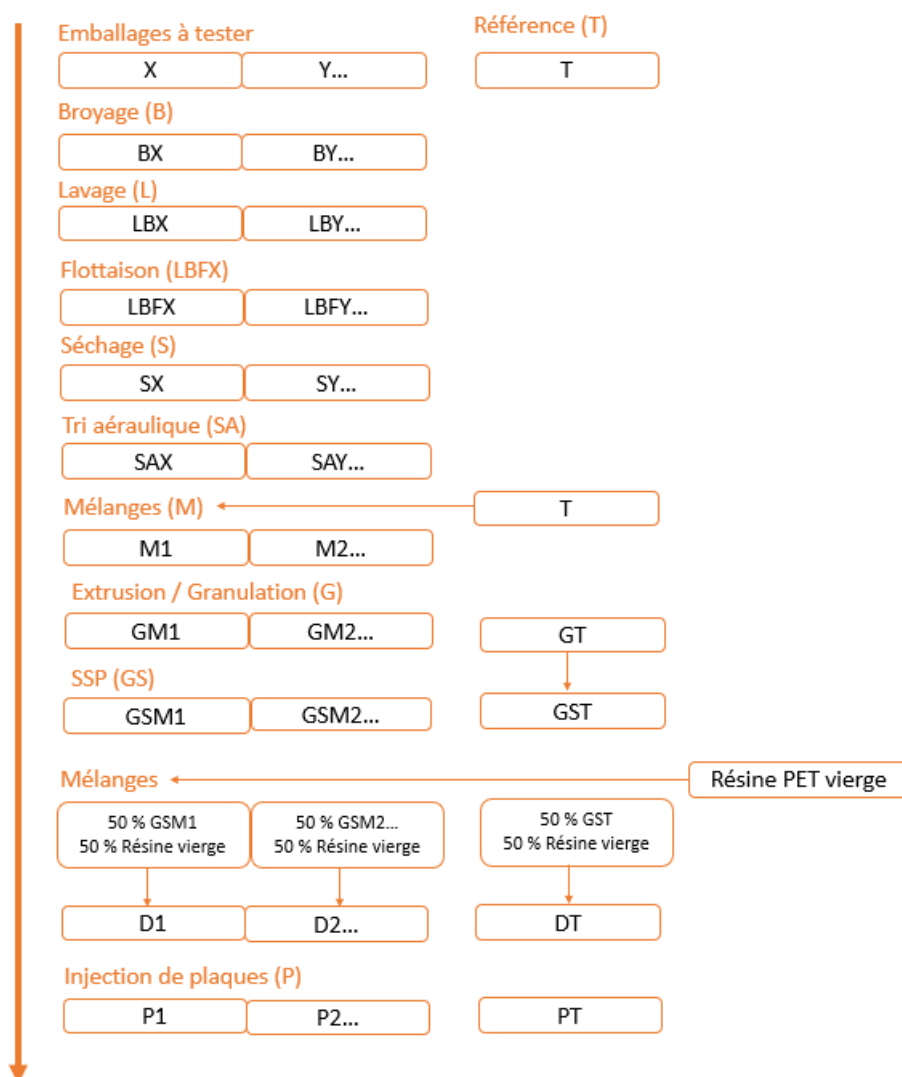 Emballages à tester
Référence (T)
X
Y...
T
Broyage (B)
BX
BY...
Lavage (L)
LBX
LBY...
Flottaison (LBFX)
LBFX
LBFY...
Séchage (S)
SX
SY...
Tri aéraulique (SA)
SAX
SAY...
Mélanges (M)
T
M1
M2...
Extrusion / Granulation (G)
GM1
GM2...
GT
SSP (GS)
GSM1
GSM2...
GST
Mélanges
Résine PET vierge
50 % GSM1
50 % Résine vierge
50 % GSM2...
50 % Résine vierge
50 % GST
50 % Résine vierge
D1
D2...
DT
Injection de plaques (P)
P1
P2...
PT